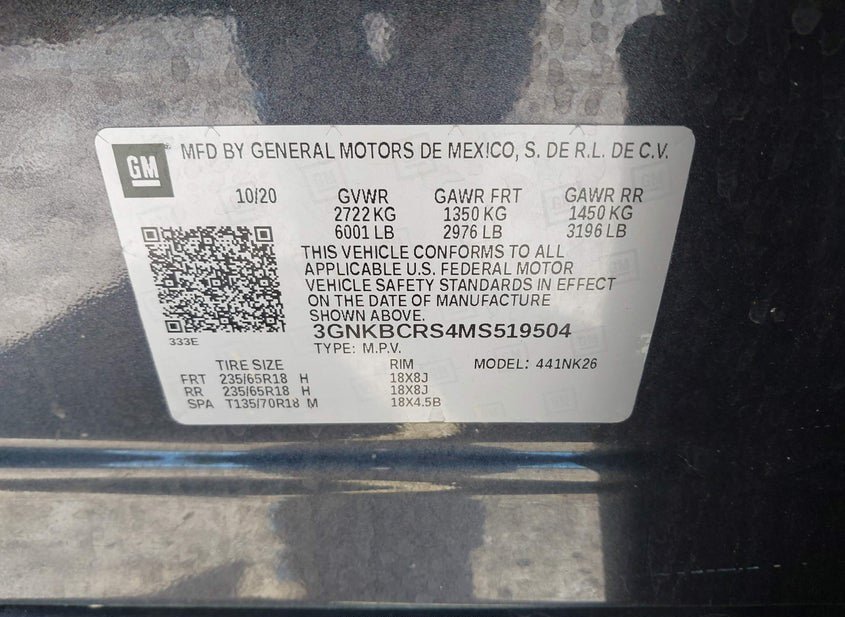 GM MFD BY GENERAL MOTORS DE MEXICO, S. DE R.L. DE C.V.
10/20 GVWR GAWR FRT GAWR RR
2722 KG 1350 KG 1450 KG
6001 LB 2976 LB 3196 LB
THIS VEHICLE CONFORMS TO ALL
APPLICABLE U.S. FEDERAL MOTOR
VEHICLE SAFETY STANDARDS IN EFFECT
ON THE DATE OF MANUFACTURE
SHOWN ABOVE.
333E 3GNKBCRS4MS519504
TYPE: M.P.V. MODEL: 441NK26
TIRE SIZE RIM
FRT 235/65R18 H 18X8J
RR 235/65R18 H 18X8J
SPA T135/70R18 M 18X4.5B